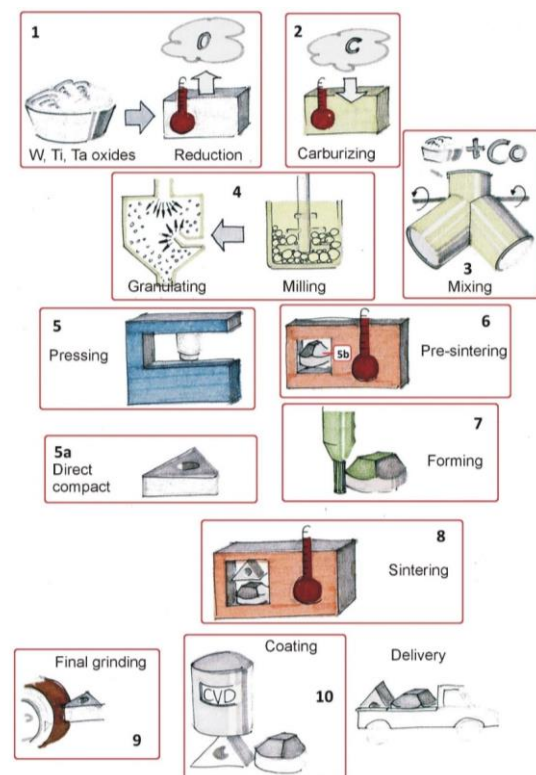 1
O
W, Ti, Ta oxides
Reduction
2
C
Carburizing
+Co
3
Mixing
4
Granulating
Milling
5
Pressing
5b
6
Pre-sintering
5a
Direct
compact
7
Forming
8
Sintering
Final grinding
9
Coating
CVD
10
Delivery